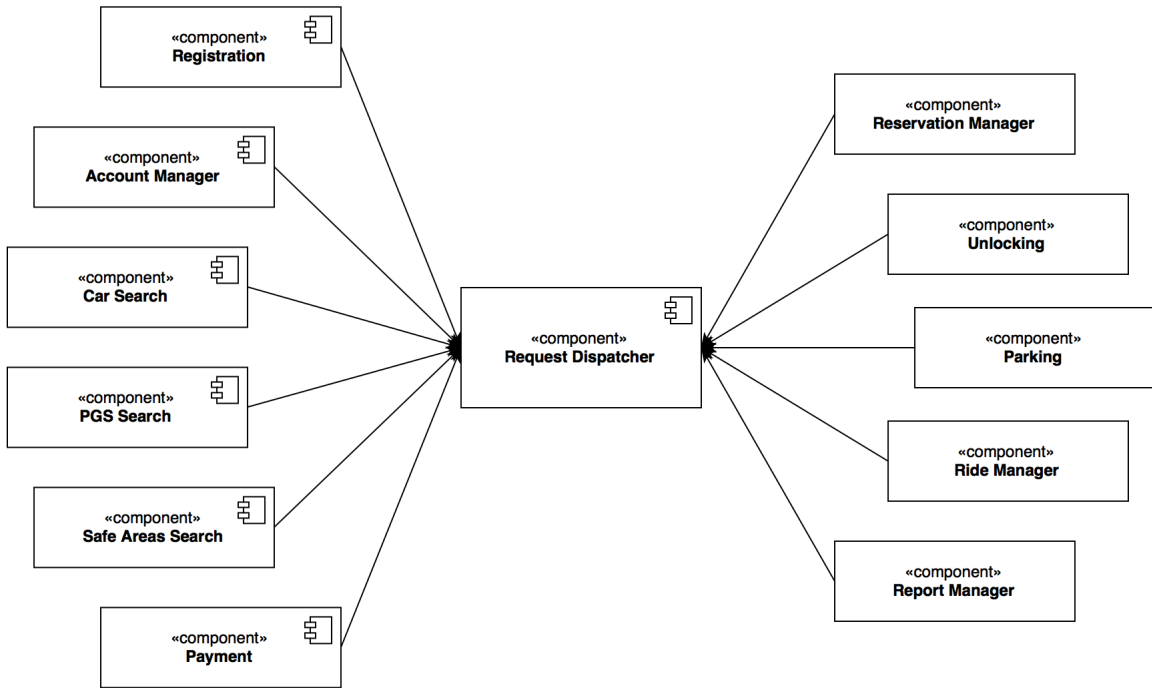 «component»
Registration
«component»
Account Manager
«component»
Car Search
«component»
PGS Search
«component»
Safe Areas Search
«component»
Payment
«component»
Request Dispatcher
«component»
Reservation Manager
«component»
Unlocking
«component»
Parking
«component»
Ride Manager
«component»
Report Manager